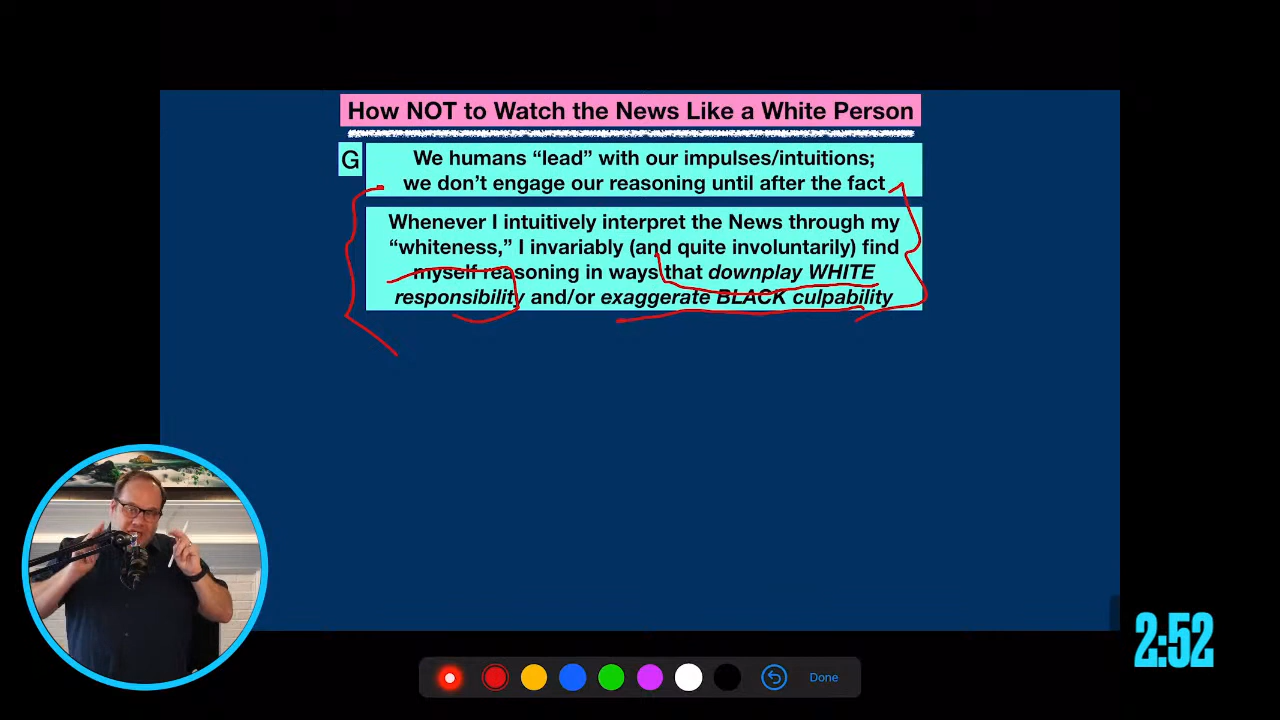 How NOT to Watch the News Like a White Person
G
We humans “lead” with our impulses/intuitions;
we don’t engage our reasoning until after the fact
Whenever I intuitively interpret the News through my
“whiteness,” I invariably (and quite involuntarily) find
myself reasoning in ways that downplay WHITE
responsibility and/or exaggerate BLACK culpability
2:52
Done